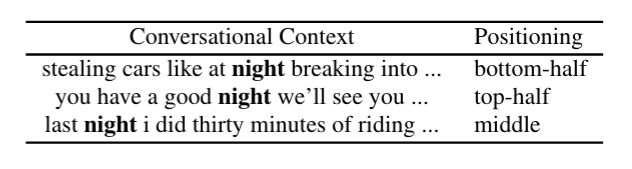 Conversational Context Positioning
stealing cars like at night breaking into ... bottom-half
you have a good night we'll see you ... top-half
last night i did thirty minutes of riding ... middle